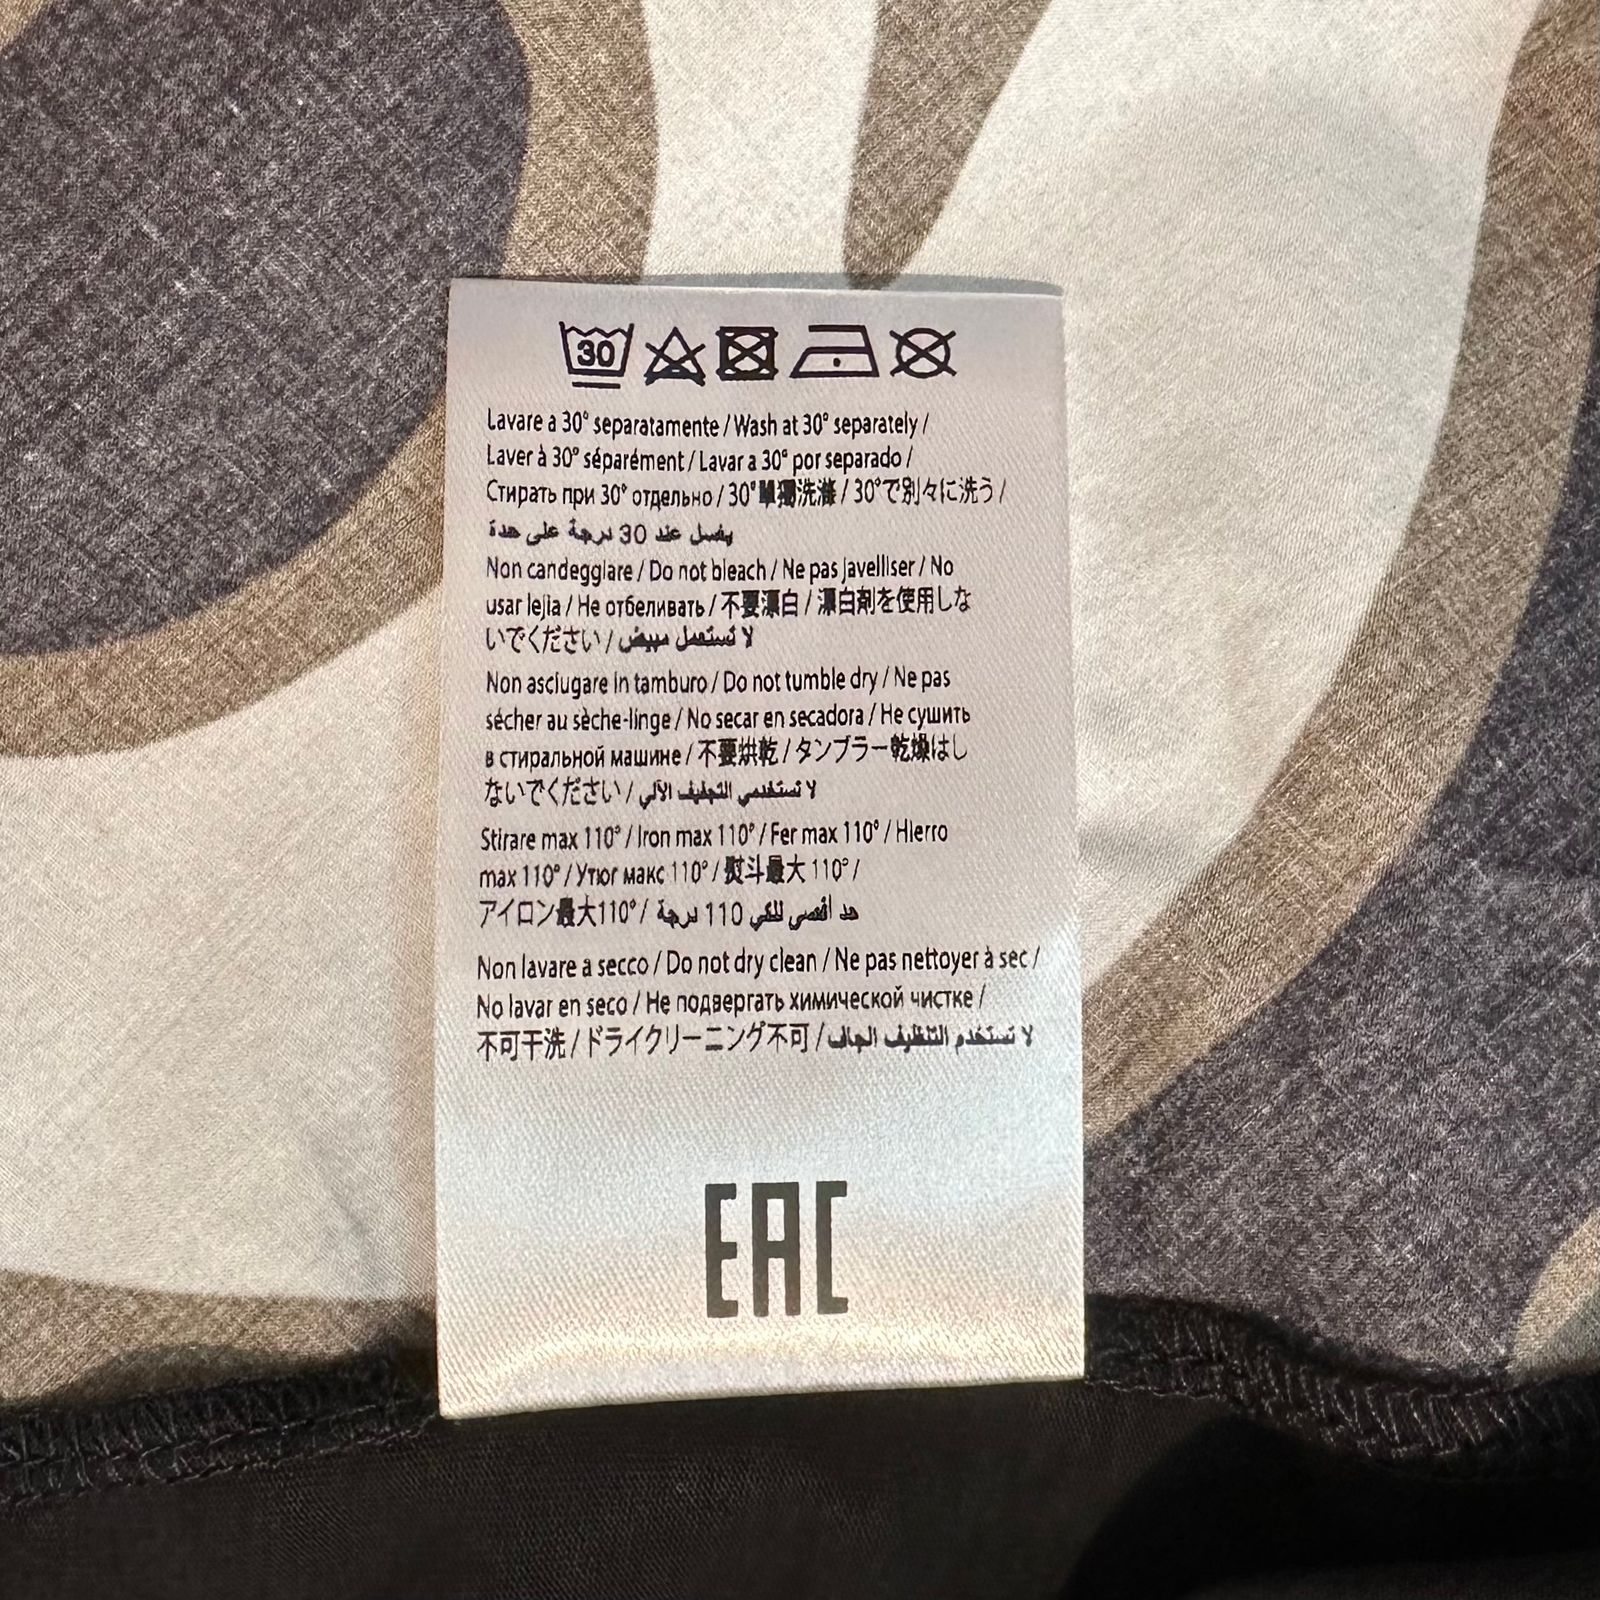 30
Lavare a 30° separatamente / Wash at 30° separately /
Laver à 30° séparément / Lavar a 30° por separado /
Стирать при 30° отдельно / 30°單獨洗滌 / 30°で別々に洗う /
يغسل عند 30 درجة على حدة
Non candeggiare / Do not bleach / Ne pas javelliser / No
usar lejia / Не отбеливать / 不要漂白 / 漂白剤を使用しな
いでください / لا تستعمل مبيض
Non asciugare in tamburo / Do not tumble dry / Ne pas
sécher au sèche-linge / No secar en secadora / Не сушить
в стиральной машине / 不要烘乾 / タンブラー乾燥はし
ないでください / لا تستخدمي التجفيف الآلي
Stirare max 110° / Iron max 110° / Fer max 110° / Hierro
max 110° / Утюг макс 110° / 熨斗最大 110° /
アイロン最大110° / حد أقصى للكي 110 درجة
Non lavare a secco / Do not dry clean / Ne pas nettoyer à sec /
No lavar en seco / Не подвергать химической чистке /
不可干洗 / ドライクリーニング不可 / لا تستخدم التنظيف الجاف
EAC